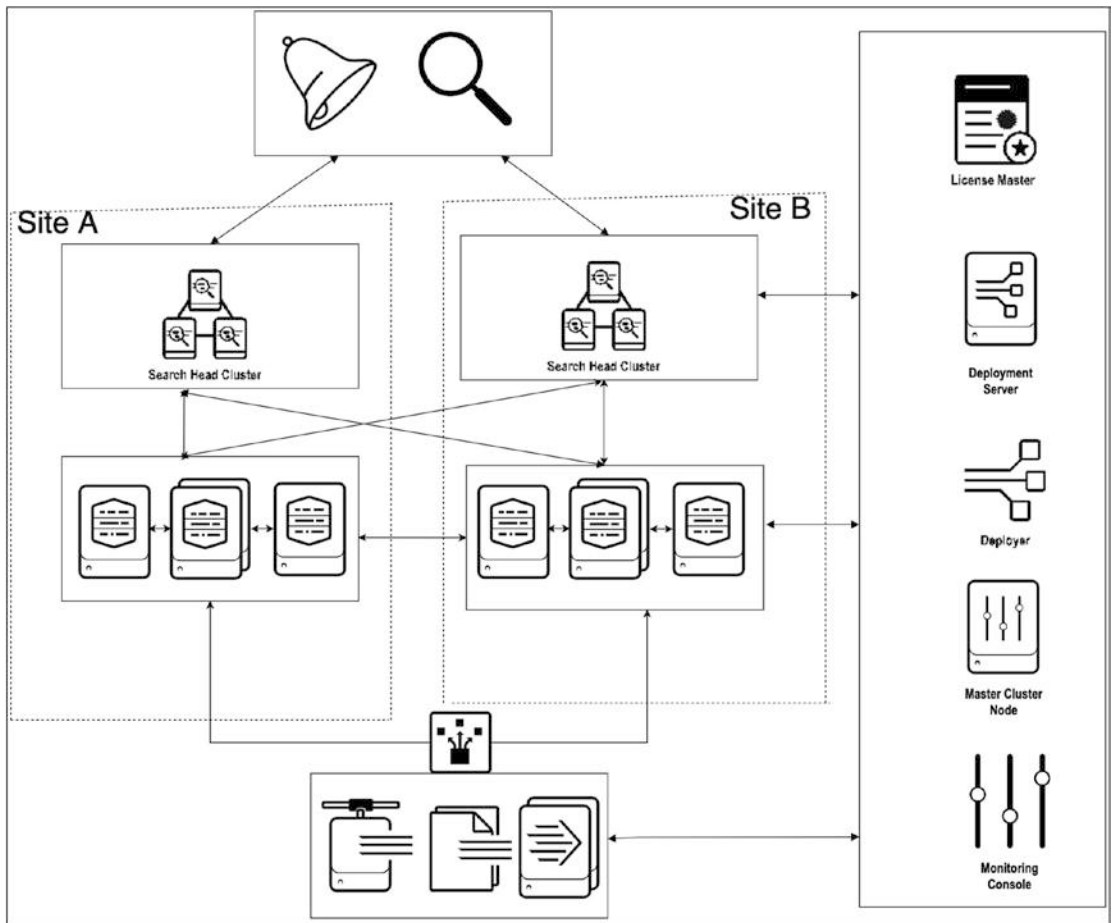 Site A
Site B
Search Head Cluster
Search Head Cluster
License Master
Deployment
Server
Deployer
Master Cluster
Node
Monitoring
Console